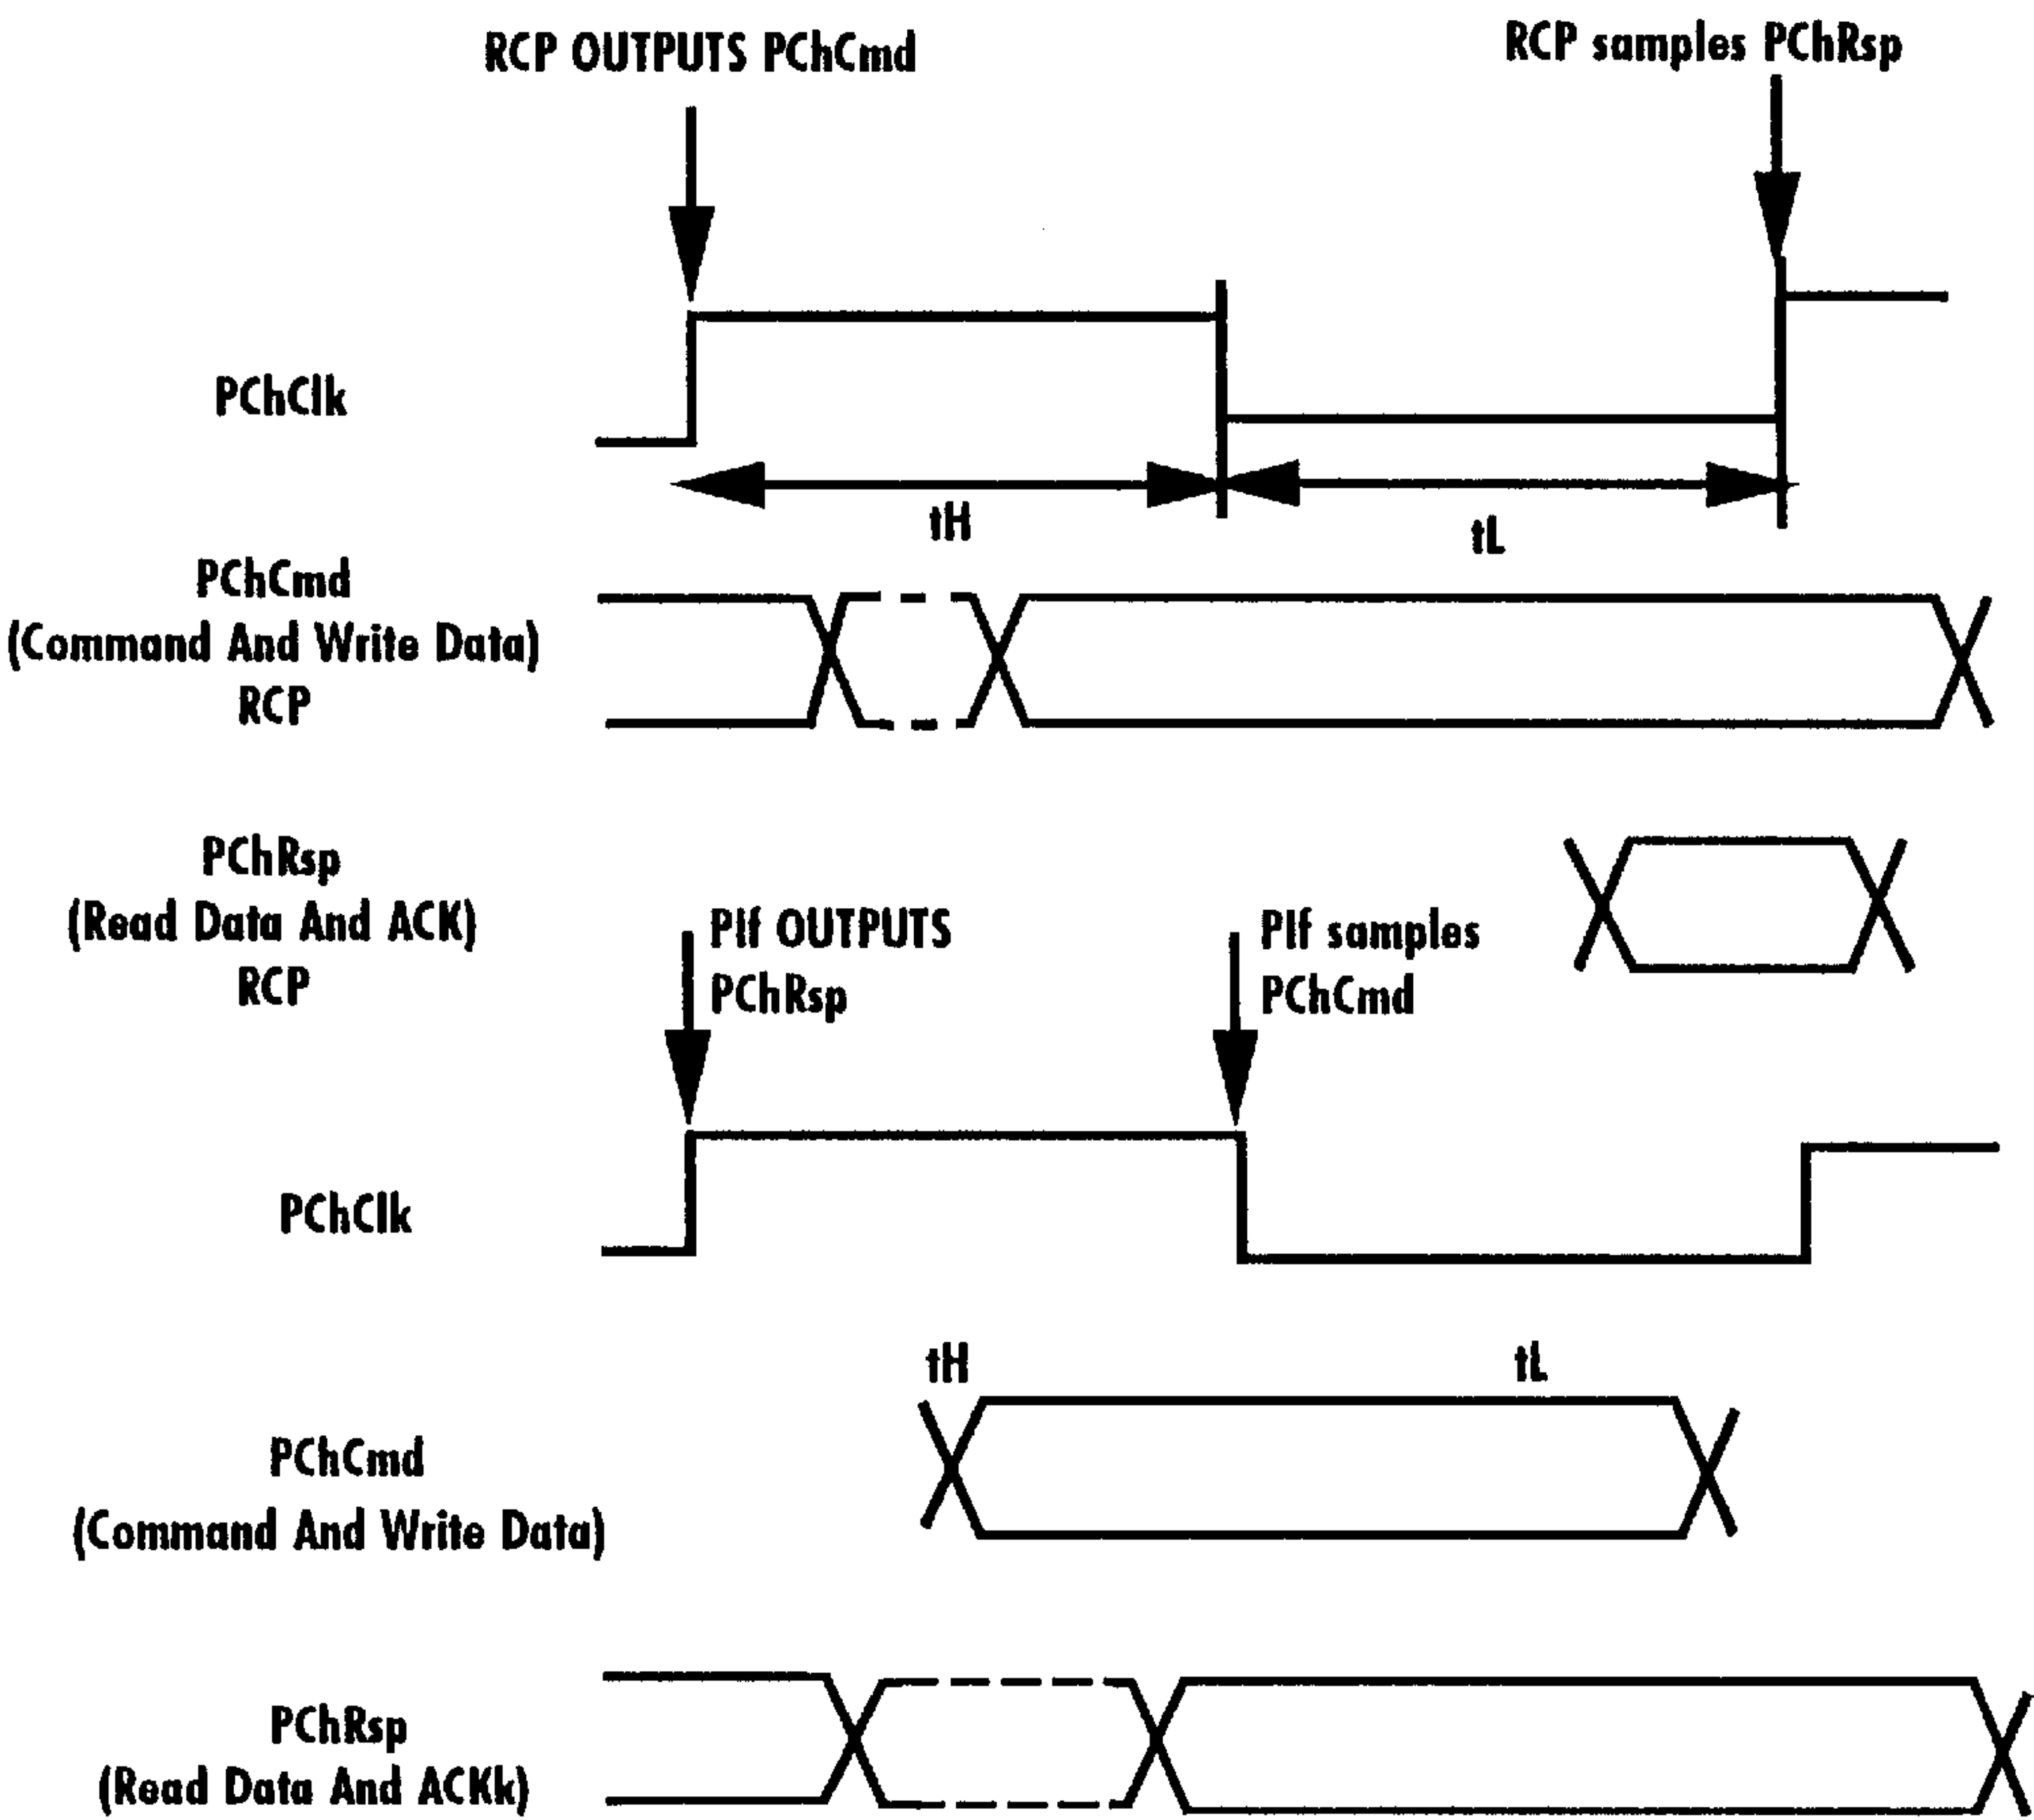 RCP OUTPUTS PChCmd
RCP samples PChRsp
PChClk
tH
tL
PChCmd
(Command And Write Data)
RCP
PChRsp
(Read Data And ACK)
RCP
PIf OUTPUTS
PChRsp
PIf samples
PChCmd
PChClk
tH
tL
PChCmd
(Command And Write Data)
PChRsp
(Read Data And ACKk)